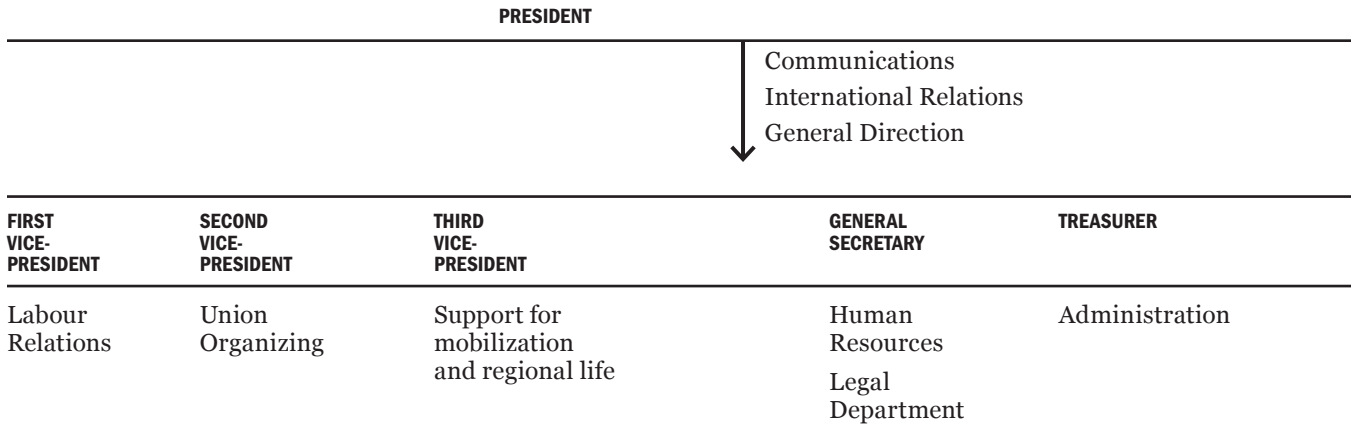 PRESIDENT
Communications
International Relations
General Direction
FIRST
VICE-
PRESIDENT
SECOND
VICE-
PRESIDENT
THIRD
VICE-
PRESIDENT
GENERAL
SECRETARY
TREASURER
Labour
Relations
Union
Organizing
Support for
mobilization
and regional life
Human
Resources
Legal
Department
Administration